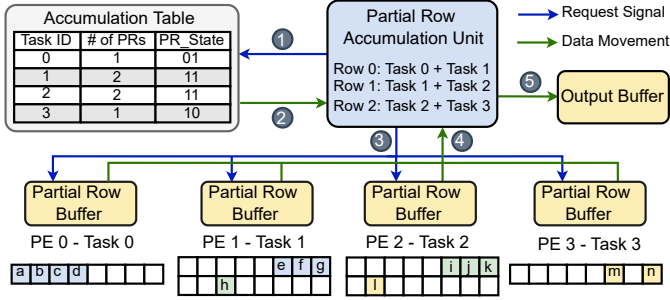 Accumulation Table
Task ID # of PRs PR_State
0 1 01
1 2 11
2 2 11
3 1 10
1
2
Partial Row
Accumulation Unit
Row 0: Task 0 + Task 1
Row 1: Task 1 + Task 2
Row 2: Task 2 + Task 3
Request Signal
Data Movement
5
Output Buffer
3
4
Partial Row
Buffer
Partial Row
Buffer
Partial Row
Buffer
Partial Row
Buffer
PE 0 - Task 0
PE 1 - Task 1
PE 2 - Task 2
PE 3 - Task 3
a b c d
e f g
h
i j k
l
m n